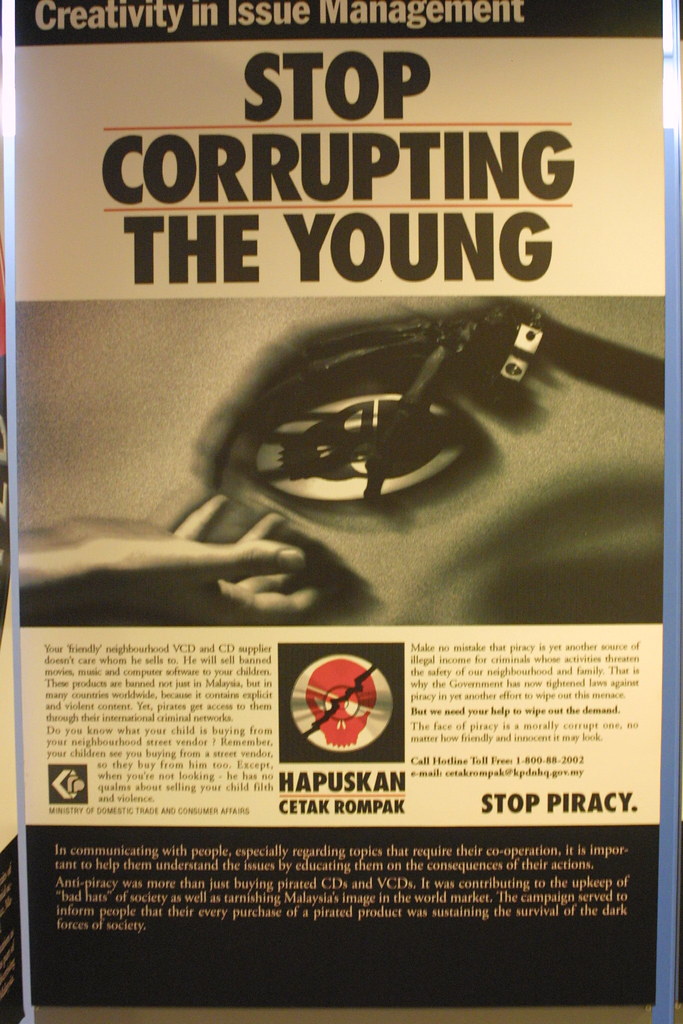 Creativity in Issue Management
STOP
CORRUPTING
THE YOUNG
Your 'friendly' neighbourhood VCD and CD supplier
doesn't care whom he sells to. He will sell banned
movies, music and computer software to your children.
These products are banned not just in Malaysia, but in
many countries worldwide, because it contains explicit
and violent content. Yet, pirates get access to them
through their international criminal networks.
Do you know what your child is buying from
your neighbourhood street vendor ? Remember,
your children see you buying from a street vendor,
so they buy from him too. Except,
when you're not looking - he has no
qualms about selling your child filth
and violence.
MINISTRY OF DOMESTIC TRADE AND CONSUMER AFFAIRS
HAPUSKAN
CETAK ROMPAK
Make no mistake that piracy is yet another source of
illegal income for criminals whose activities threaten
the safety of our neighbourhood and family. That is
why the Government has now tightened laws against
piracy in yet another effort to wipe out this menace.
But we need your help to wipe out the demand.
The face of piracy is a morally corrupt one, no
matter how friendly and innocent it may look.
Call Hotline Toll Free: 1-800-88-2002
e-mail: cetakrompak@kpdnhq.gov.my
STOP PIRACY.
In communicating with people, especially regarding topics that require their co-operation, it is impor-
tant to help them understand the issues by educating them on the consequences of their actions.
Anti-piracy was more than just buying pirated CDs and VCDs. It was contributing to the upkeep of
"bad hats" of society as well as tarnishing Malaysia's image in the world market. The campaign served to
inform people that their every purchase of a pirated product was sustaining the survival of the dark
forces of society.